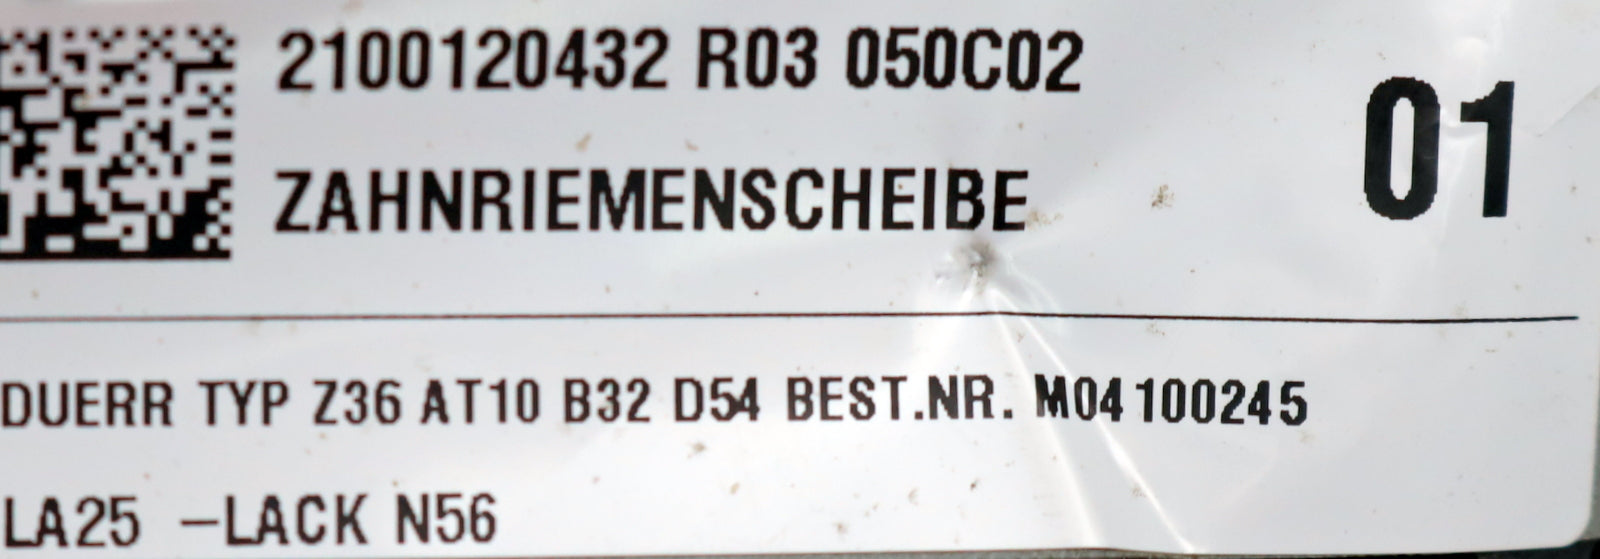 2100120432 R03 050C02
01
ZAHNRIEMENSCHEIBE
DUERR TYP Z36 AT10 B32 D54 BEST.NR. M04100245
LA25 -LACK N56